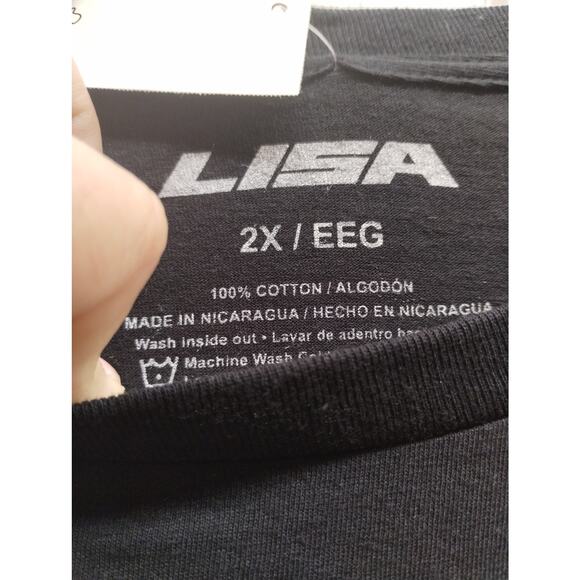 3
LISA
2X / EEG
100% COTTON / ALGODÓN
MADE IN NICARAGUA / HECHO EN NICARAGUA
Wash inside out • Lavar de adentro
Machine Wash